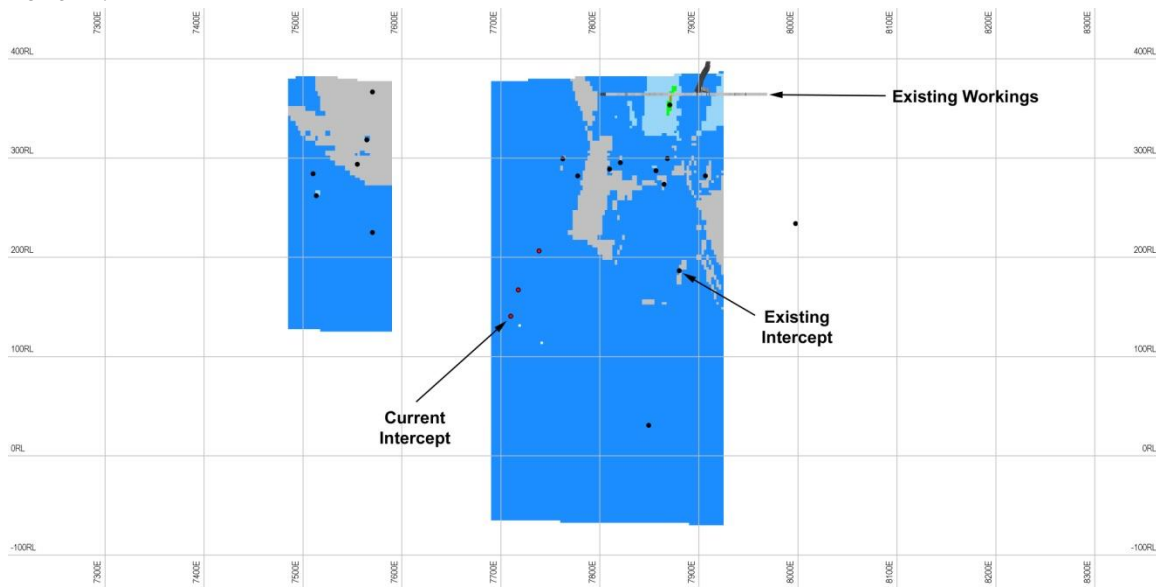 7300E
7400E
7500E
7600E
7700E
7800E
7900E
8000E
8100E
8200E
8300E
400RL
400RL
Existing Workings
300RL
300RL
200RL
200RL
Existing
Intercept
100RL
100RL
Current
Intercept
0RL
0RL
-100RL
-100RL
7300E
7400E
7500E
7600E
7700E
7800E
7900E
8000E
8100E
8200E
8300E